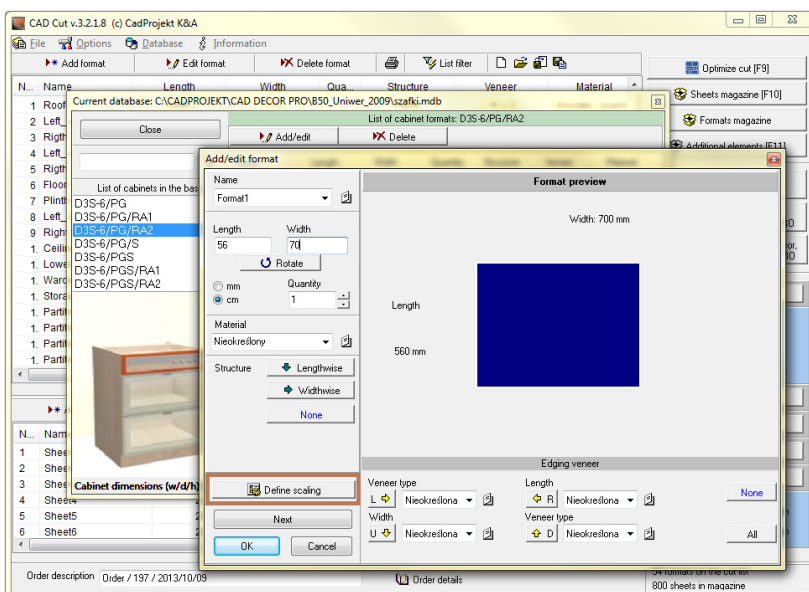 CAD Cut v.3.2.1.8 (c) CadProjekt K&A
File Options Database Information
Add format Edit format Delete format List filter
Optimize cut [F9]
N... Name Length Width Qua... Structure Veneer Material
Sheets magazine [F10]
Formats magazine
Additional elements [F11]
1 Roof
2 Left_
3 Rigth
4 Left_
5 Rigth
6 Floor
7 Plinth
8 Left_
9 Righ
1. Ceilin
1. Lowe
1. Ward
1. Stora
1. Partit
1. Partit
1. Partit
1. Partit
Current database: C:\CADPROJEKT\CAD DECOR PRO\B50_Uniwer_2009\szafki.mdb
Close
List of cabinet formats: D3S-6/PG/RA2
Add/edit Delete
List of cabinets in the bas
D3S-6/PG
D3S-6/PG/RA1
D3S-6/PG/RA2
D3S-6/PG/S
D3S-6/PGS
D3S-6/PGS/RA1
D3S-6/PGS/RA2
Cabinet dimensions (w/d/h)
Add/edit format
Name
Format1
Length Width
56 70
Rotate
mm
cm
Quantity
1
Material
Nieokreślony
Structure
Lengthwise
Widthwise
None
Define scaling
Next
OK Cancel
Format preview
Width: 700 mm
Length
560 mm
Edging veneer
Veneer type Length
L Nieokreślona R Nieokreślona None
Width Veneer type
U Nieokreślona D Nieokreślona All
N... Nam
1 Shee
2 Shee
3 Shee
4 Sheet4
5 Sheet5
6 Sheet6
Order description Order / 197 / 2013/10/09 Order details
54 formats on the cut list
800 sheets in magazine